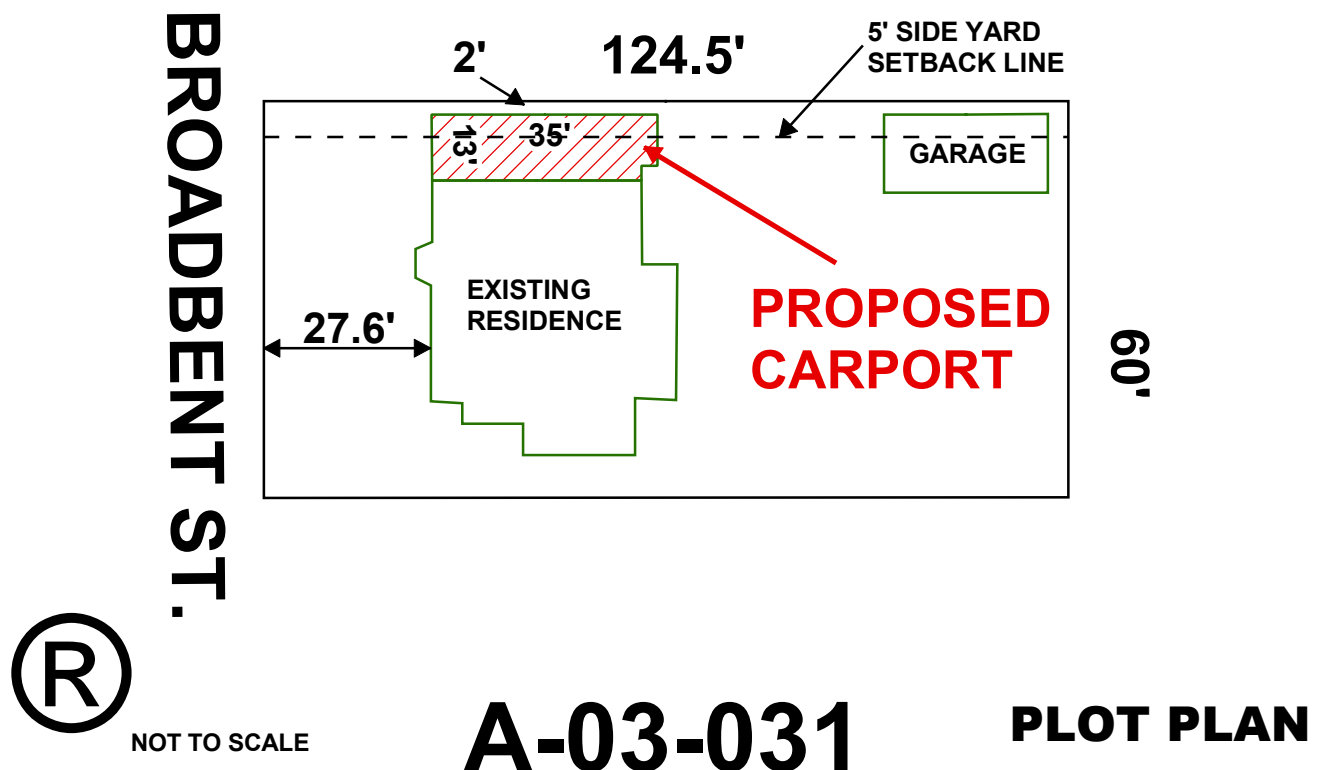 BROADBENT ST.
2'
124.5'
5' SIDE YARD
SETBACK LINE
13'
35'
GARAGE
EXISTING
RESIDENCE
27.6'
PROPOSED
CARPORT
60'
®
NOT TO SCALE
A-03-031
PLOT PLAN